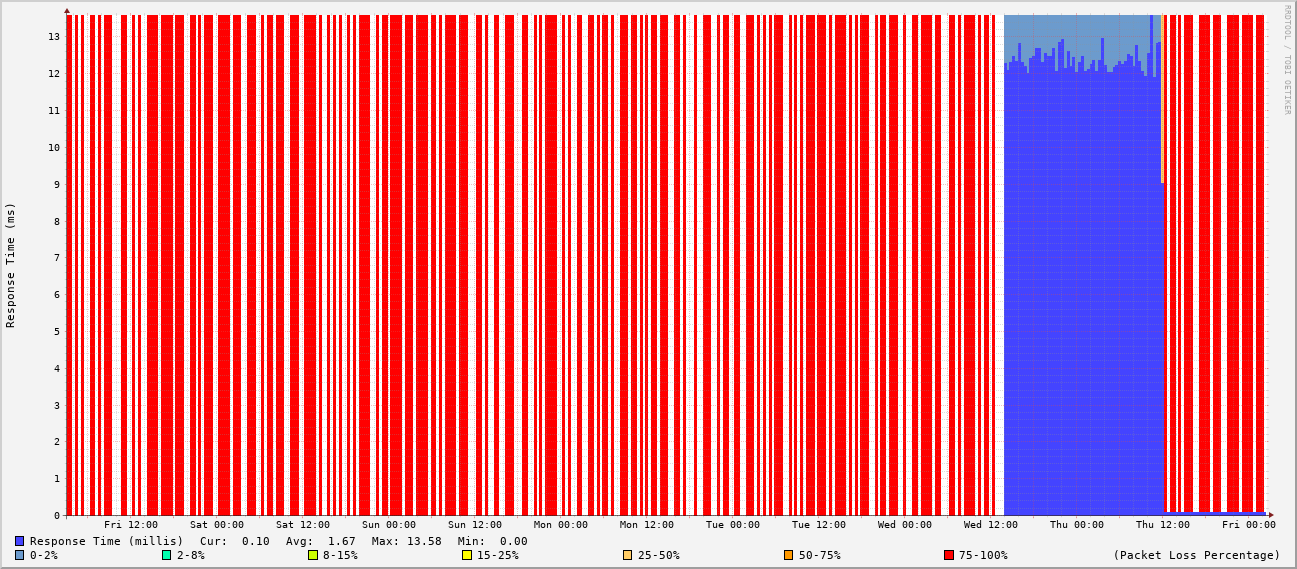 RRDTOOL / TOBI OETIKER
Response Time (ms)
13
12
11
10
9
8
7
6
5
4
3
2
1
0
Fri 12:00 Sat 00:00 Sat 12:00 Sun 00:00 Sun 12:00 Mon 00:00 Mon 12:00 Tue 00:00 Tue 12:00 Wed 00:00 Wed 12:00 Thu 00:00 Thu 12:00 Fri 00:00
Response Time (millis) Cur: 0.10 Avg: 1.67 Max: 13.58 Min: 0.00
0-2% 2-8% 8-15% 15-25% 25-50% 50-75% 75-100% (Packet Loss Percentage)